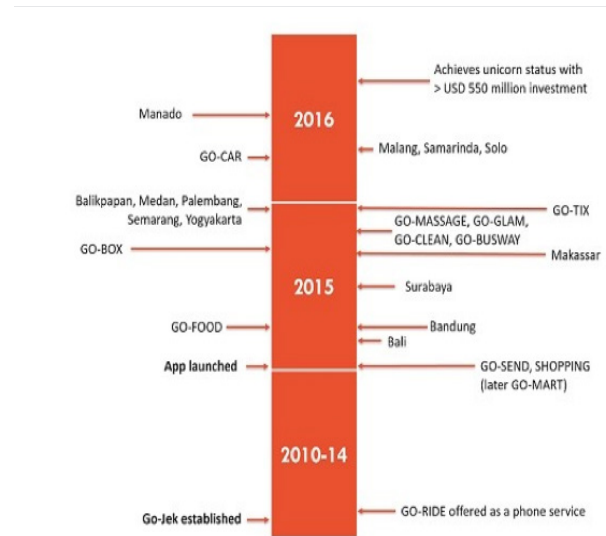 Achieves unicorn status with
> USD 550 million investment
Manado
2016
Malang, Samarinda, Solo
GO-CAR
Balikpapan, Medan, Palembang,
Semarang, Yogyakarta
GO-TIX
GO-MASSAGE, GO-GLAM,
GO-CLEAN, GO-BUSWAY
GO-BOX
Makassar
2015
Surabaya
GO-FOOD
Bandung
Bali
App launched
GO-SEND, SHOPPING
(later GO-MART)
2010-14
GO-RIDE offered as a phone service
Go-Jek established